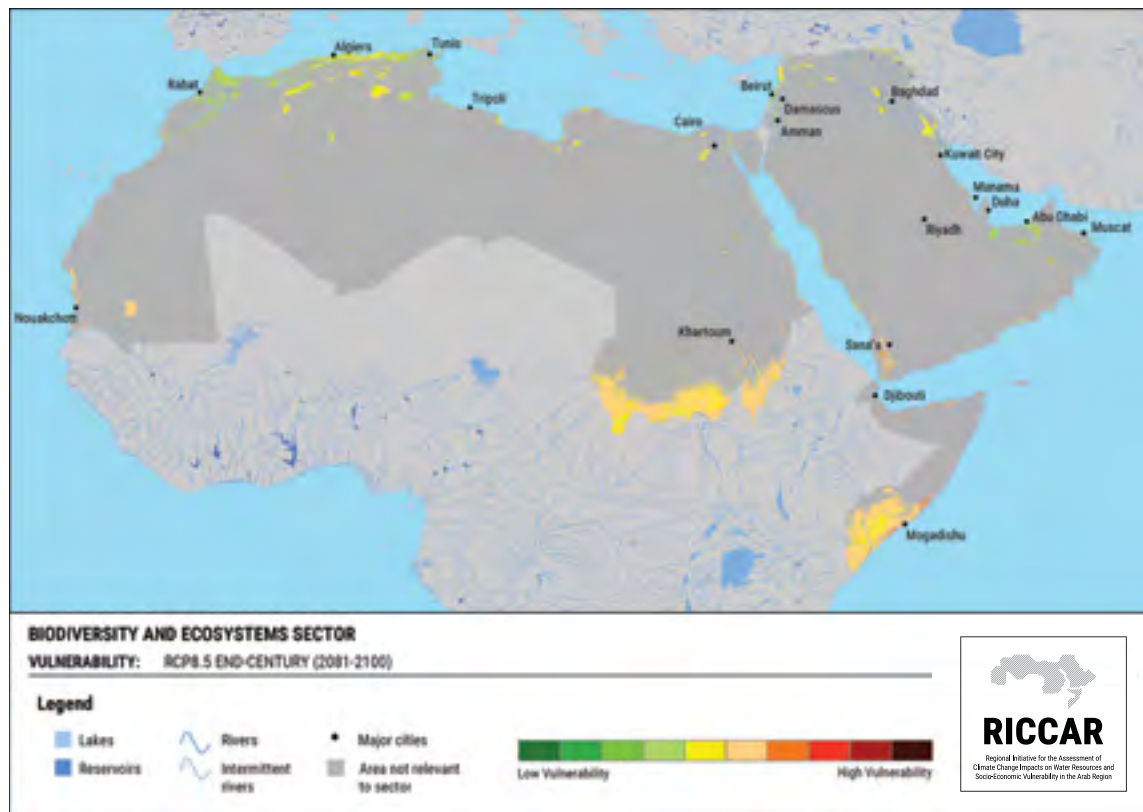 Algiers
Tunis
Rabat
Tripoli
Beirut
Damascus
Amman
Baghdad
Cairo
Kuwait City
Manama
Doha
Abu Dhabi
Muscat
Riyadh
Nouakchott
Khartoum
Sana'a
Djibouti
Mogadishu
BIODIVERSITY AND ECOSYSTEMS SECTOR
VULNERABILITY: RCP8.5 END-CENTURY (2081-2100)
Legend
Lakes
Rivers
Major cities
Reservoirs
Intermittent
rivers
Area not relevant
to sector
Low Vulnerability
High Vulnerability
RICCAR
Regional Initiative for the Assessment of
Climate Change Impacts on Water Resources and
Socio-Economic Vulnerability in the Arab Region